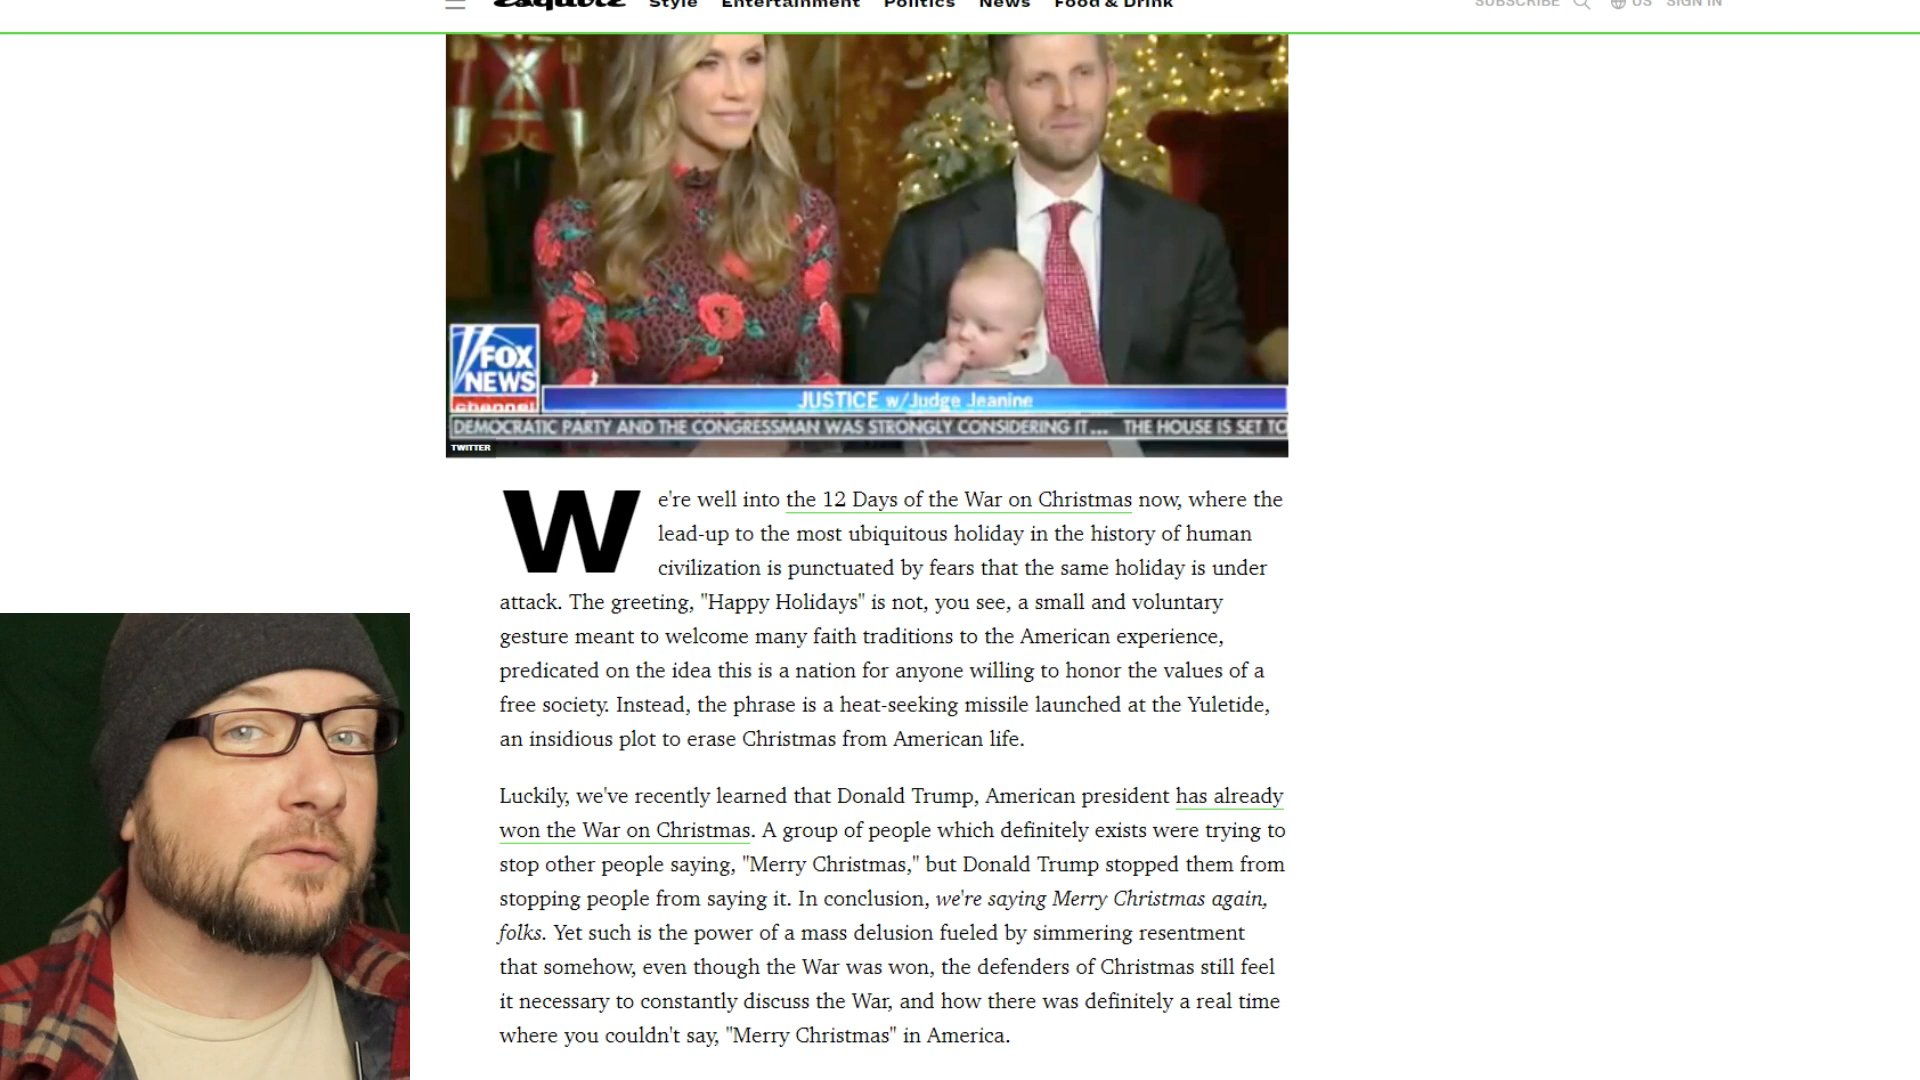 Esquire Style Entertainment Politics News Food & Drink SUBSCRIBE US SIGN IN
FOX
NEWS
channel
JUSTICE w/Judge Jeanine
DEMOCRATIC PARTY AND THE CONGRESSMAN WAS STRONGLY CONSIDERING IT... THE HOUSE IS SET TO
TWITTER
We're well into the 12 Days of the War on Christmas now, where the
lead-up to the most ubiquitous holiday in the history of human
civilization is punctuated by fears that the same holiday is under
attack. The greeting, "Happy Holidays" is not, you see, a small and voluntary
gesture meant to welcome many faith traditions to the American experience,
predicated on the idea this is a nation for anyone willing to honor the values of a
free society. Instead, the phrase is a heat-seeking missile launched at the Yuletide,
an insidious plot to erase Christmas from American life.
Luckily, we've recently learned that Donald Trump, American president has already
won the War on Christmas. A group of people which definitely exists were trying to
stop other people saying, "Merry Christmas," but Donald Trump stopped them from
stopping people from saying it. In conclusion, we're saying Merry Christmas again,
folks. Yet such is the power of a mass delusion fueled by simmering resentment
that somehow, even though the War was won, the defenders of Christmas still feel
it necessary to constantly discuss the War, and how there was definitely a real time
where you couldn't say, "Merry Christmas" in America.